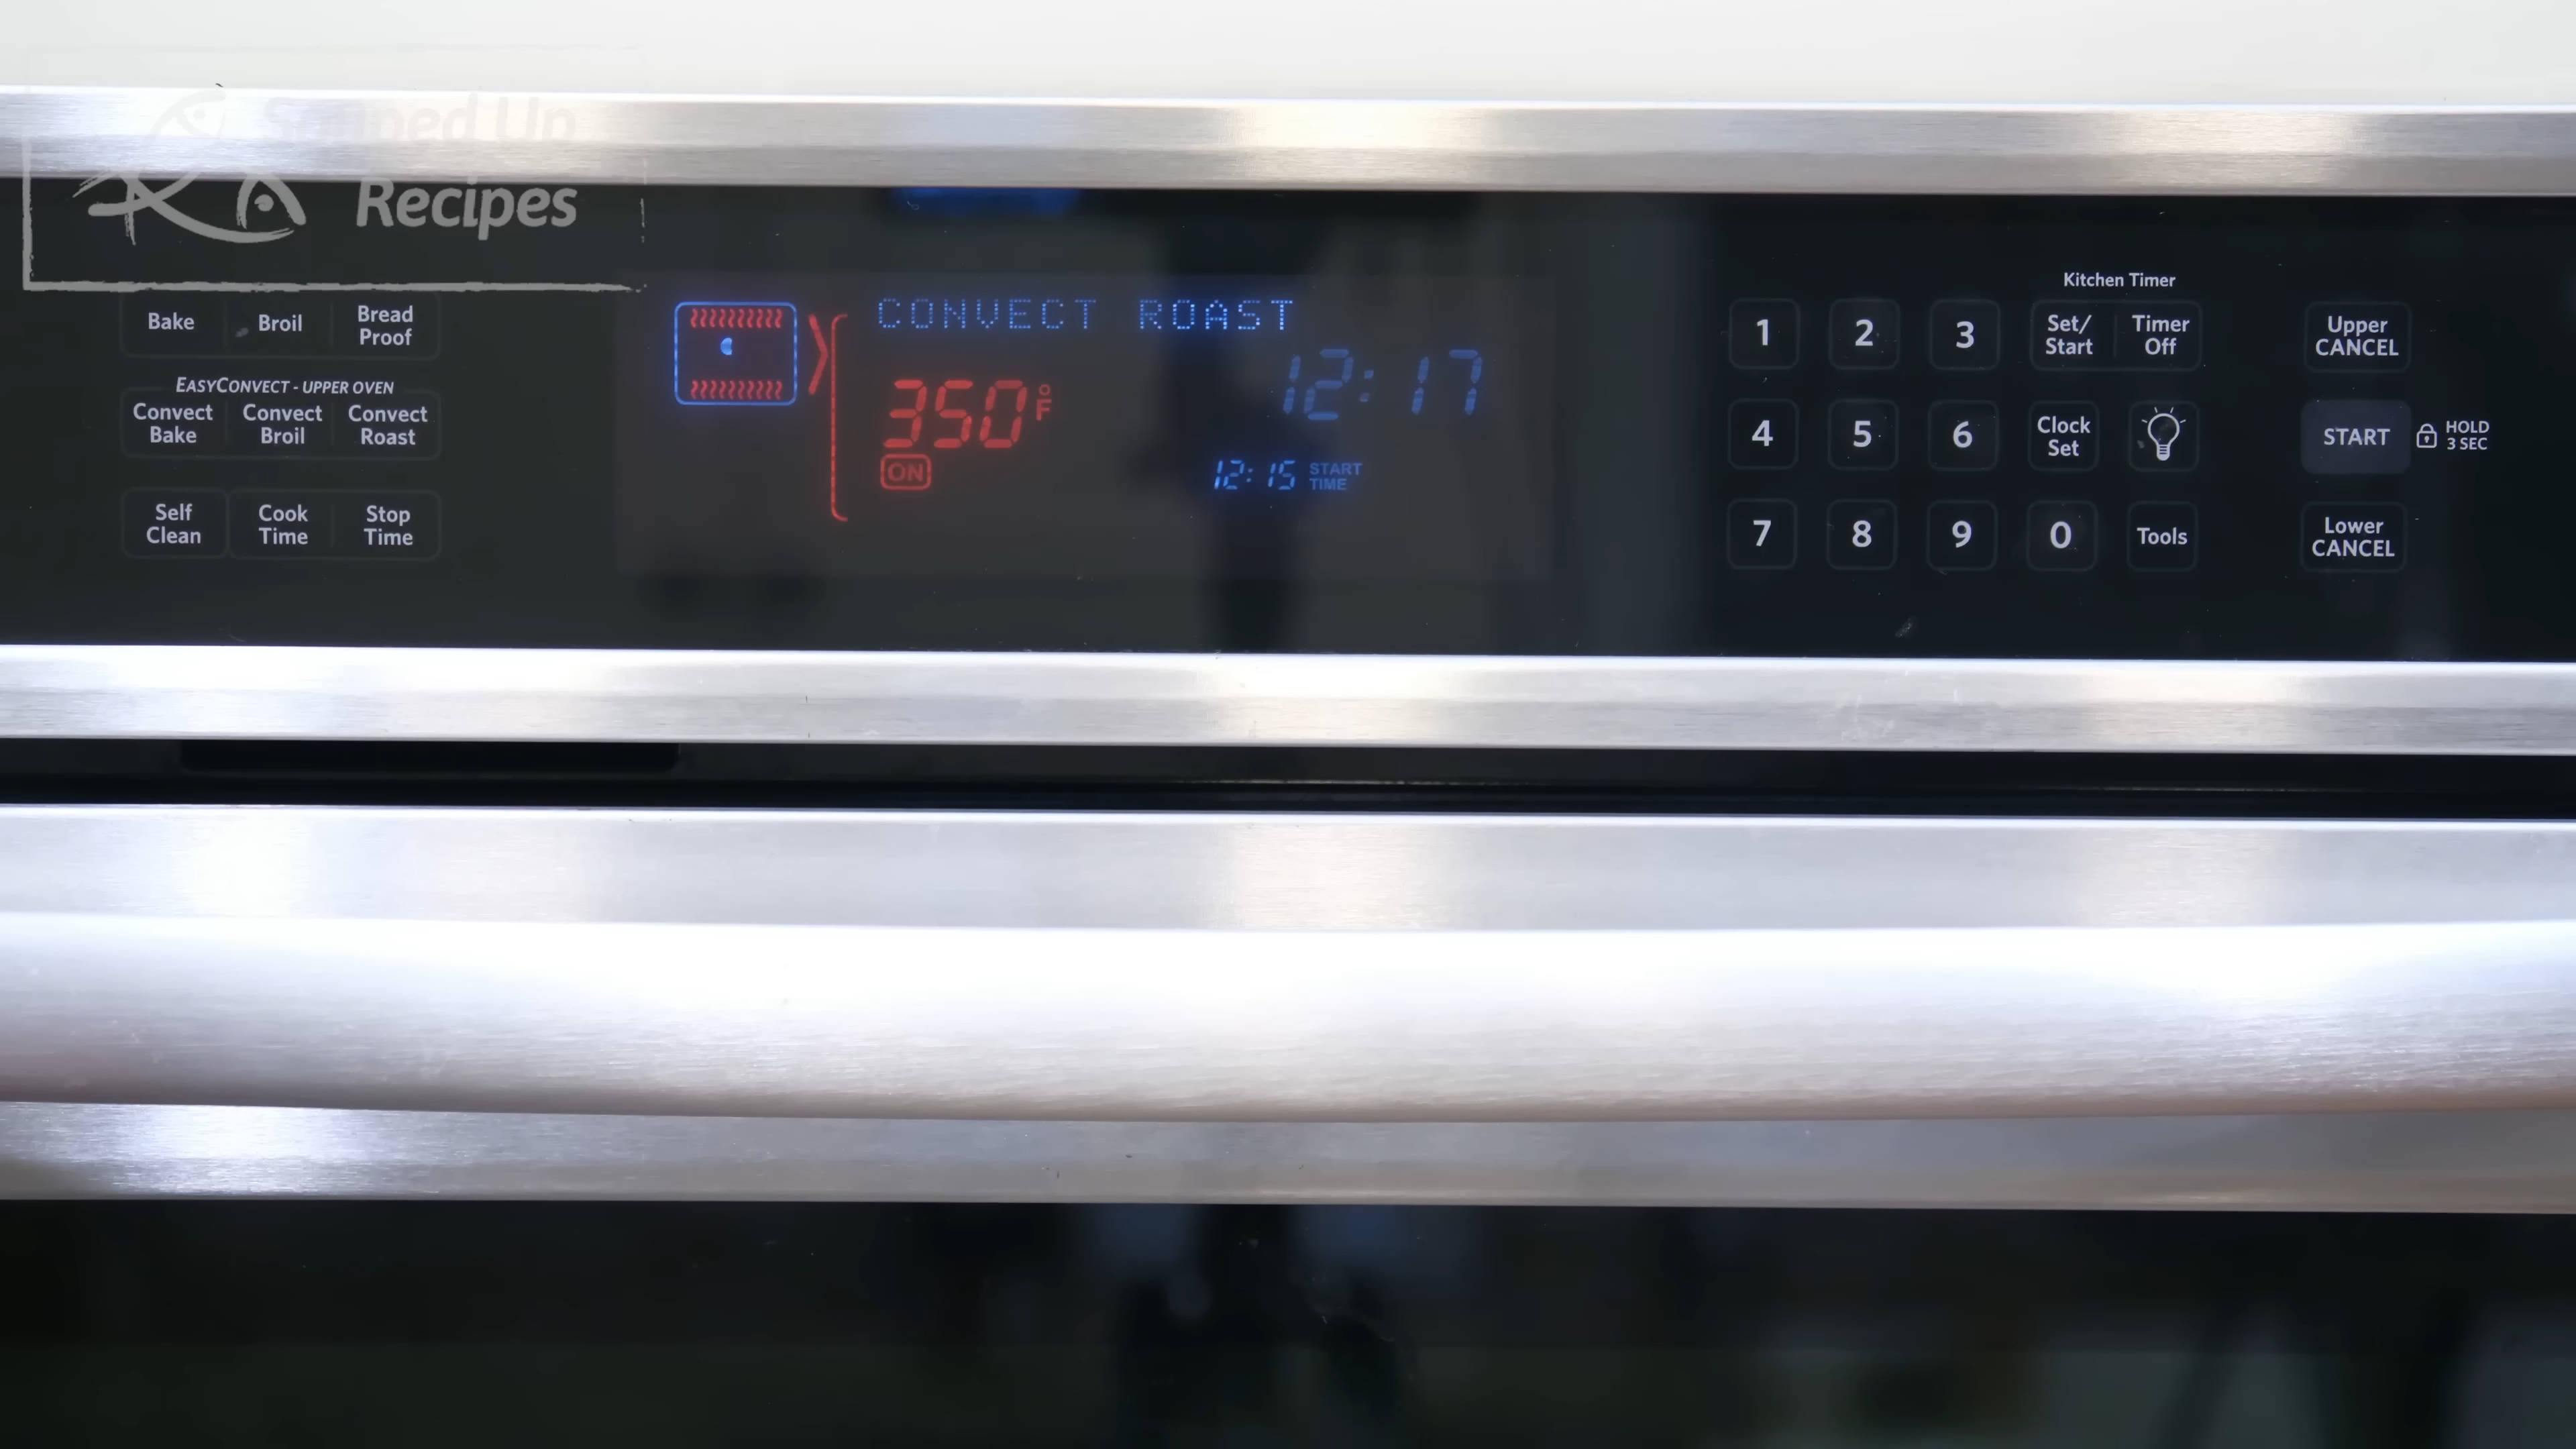 Sapped Up
Recipes
Bake
Broil
Bread
Proof
EASYCONVECT - UPPER OVEN
Convect
Bake
Convect
Broil
Convect
Roast
Self
Clean
Cook
Time
Stop
Time
CONVECT ROAST
350°F
ON
12:17
12:15 START
TIME
Kitchen Timer
1
2
3
Set/
Start
Timer
Off
4
5
6
Clock
Set
7
8
9
0
Tools
Upper
CANCEL
START
HOLD
3 SEC
Lower
CANCEL